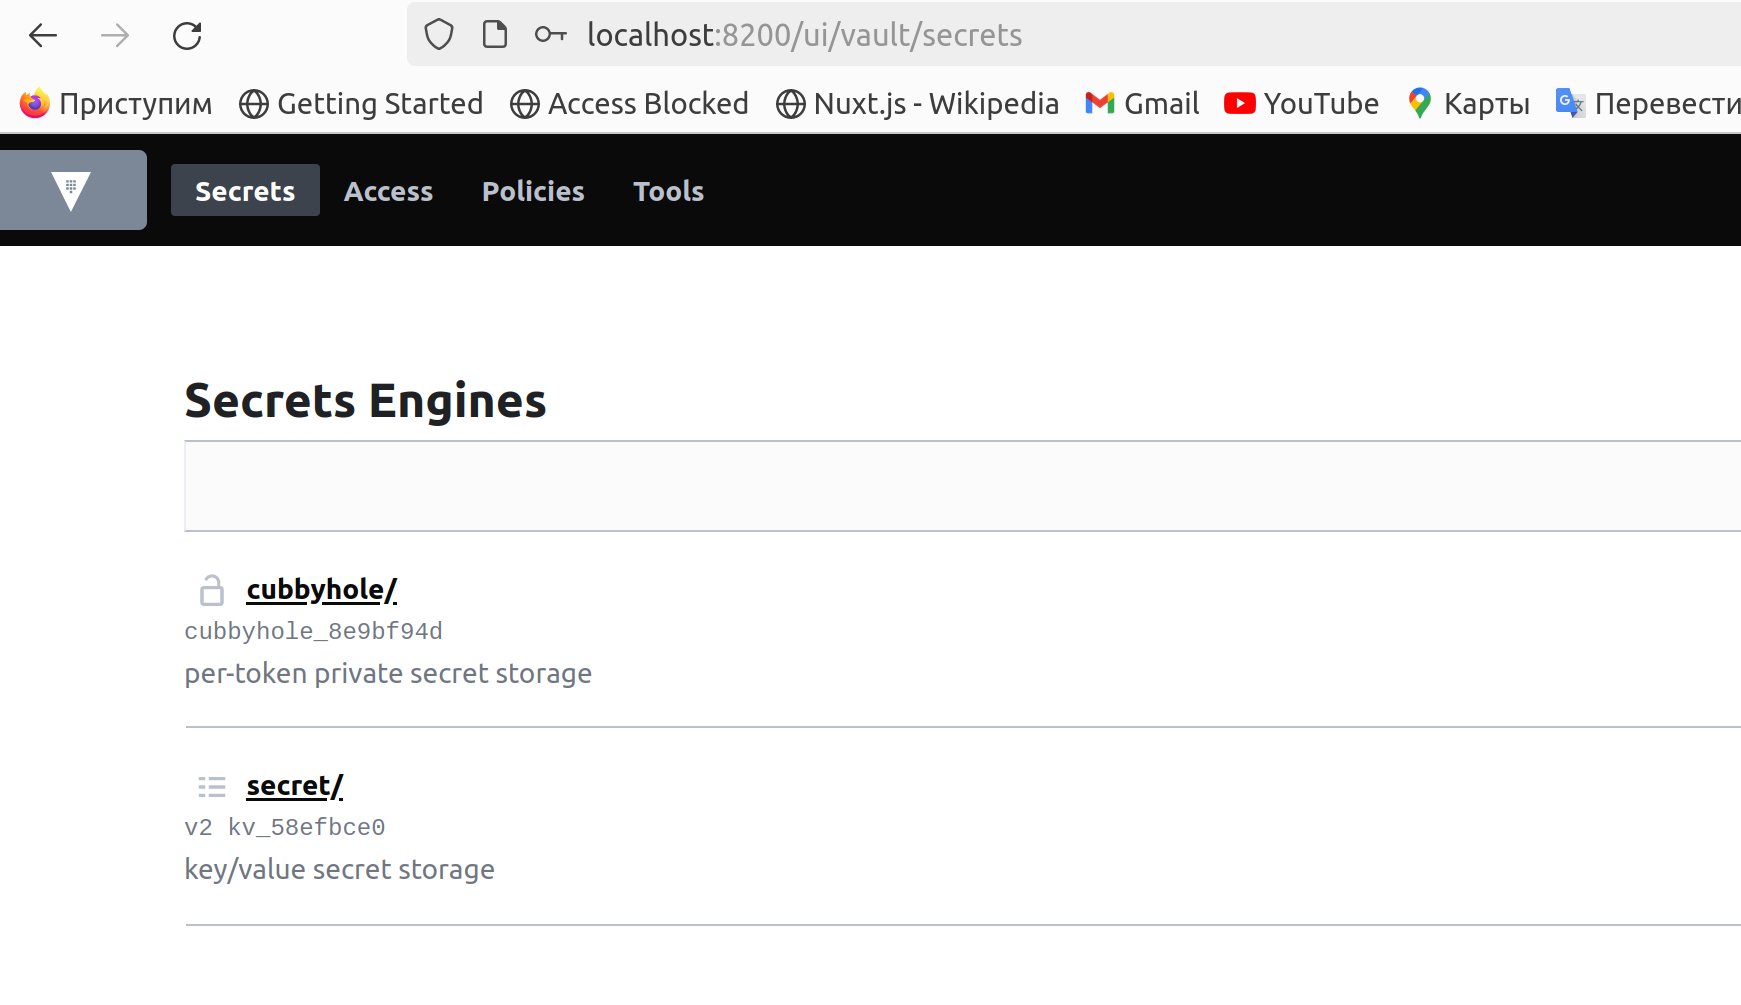 localhost:8200/ui/vault/secrets
Приступим Getting Started Access Blocked Nuxt.js - Wikipedia Gmail YouTube Карты Перевести
Secrets Access Policies Tools
Secrets Engines
cubbyhole/
cubbyhole_8e9bf94d
per-token private secret storage
secret/
v2 kv_58efbce0
key/value secret storage